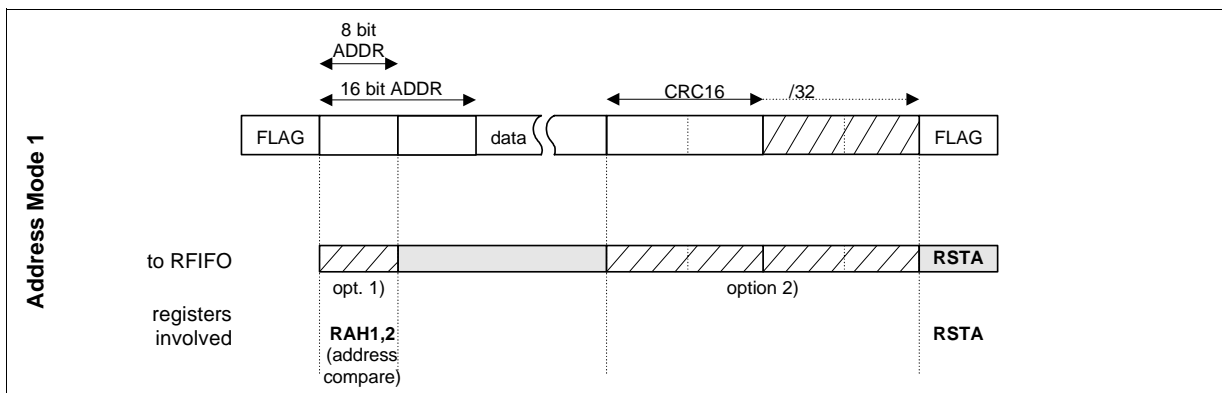 Address Mode 1
8 bit
ADDR
16 bit ADDR
CRC16 /32
FLAG data FLAG
to RFIFO RSTA
opt. 1) option 2)
registers
involved
RAH1,2 RSTA
(address
compare)